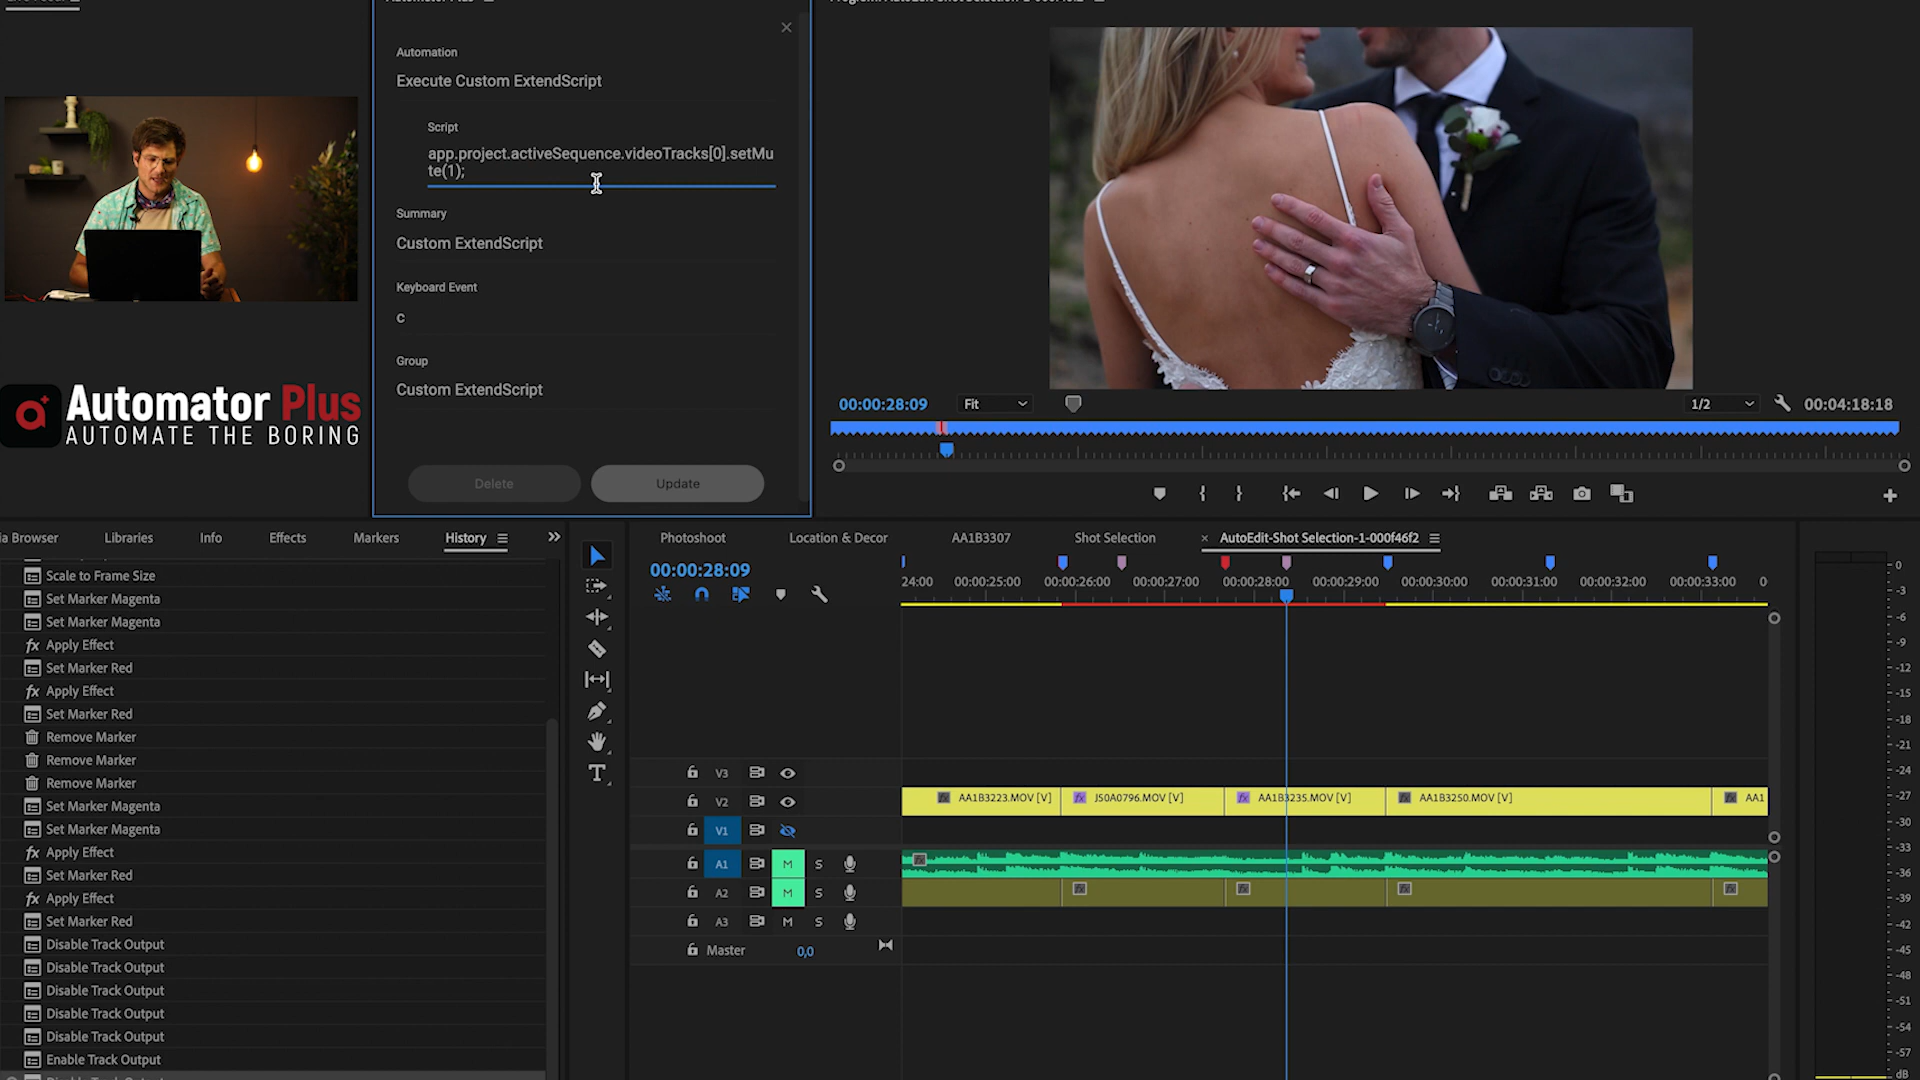 Automator Plus
Automation
Execute Custom ExtendScript
Script
app.project.activeSequence.videoTracks[0].setMu
te(1);
Summary
Custom ExtendScript
Keyboard Event
c
Group
Custom ExtendScript
Delete
Update
Automator Plus
AUTOMATE THE BORING
00:00:28:09
Fit
1/2
00:04:18:18
Libraries
Info
Effects
Markers
History
Scale to Frame Size
Set Marker Magenta
Set Marker Magenta
fx Apply Effect
Set Marker Red
fx Apply Effect
Set Marker Red
Remove Marker
Remove Marker
Remove Marker
Set Marker Magenta
Set Marker Magenta
fx Apply Effect
Set Marker Red
fx Apply Effect
Set Marker Red
Disable Track Output
Disable Track Output
Disable Track Output
Disable Track Output
Disable Track Output
Enable Track Output
Photoshoot
Location & Decor
AA1B3307
Shot Selection
× AutoEdit-Shot Selection-1-000f46f2
00:00:28:09
24:00 00:00:25:00 00:00:26:00 00:00:27:00 00:00:28:00 00:00:29:00 00:00:30:00 00:00:31:00 00:00:32:00 00:00:33:00 0
V3
V2
AA1B3223.MOV [V]
JS0A0796.MOV [V]
AA1B3235.MOV [V]
AA1B3250.MOV [V]
AA1
V1
A1 M S
A2 M S
A3 M S
Master 0,0
0
-3
-6
-9
-12
-15
-18
-21
-24
-27
-30
-33
-36
-39
-42
-45
-48
-51
-54
-57
dB